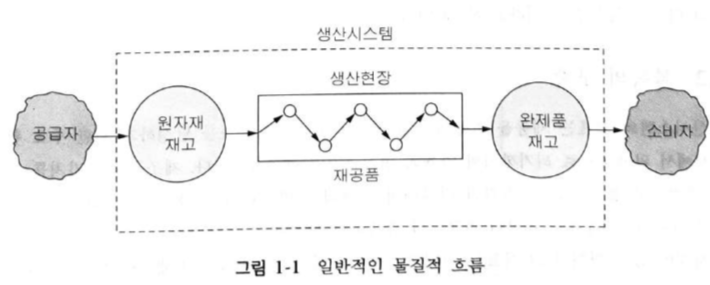 생산시스템
생산현장
공급자
원자재
재고
완제품
재고
소비자
재공품
그림 1-1 일반적인 물질적 흐름